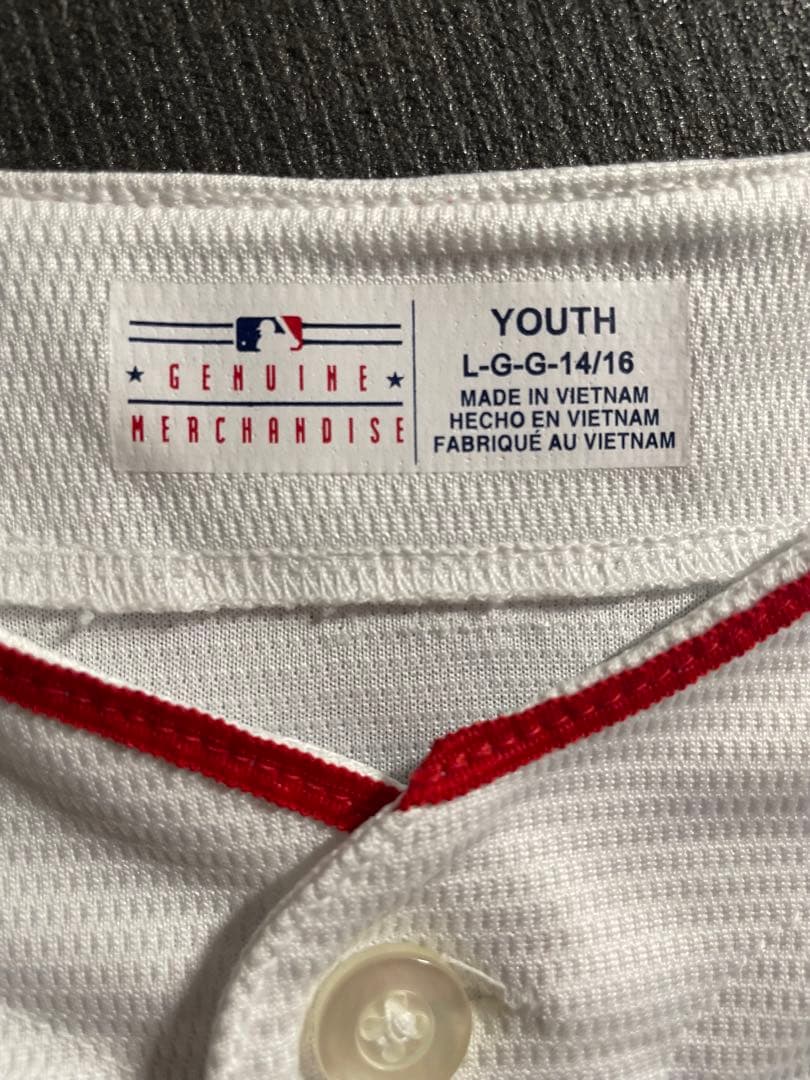 GENUINE
MERCHANDISE
YOUTH
L-G-G-14/16
MADE IN VIETNAM
HECHO EN VIETNAM
FABRIQUÉ AU VIETNAM